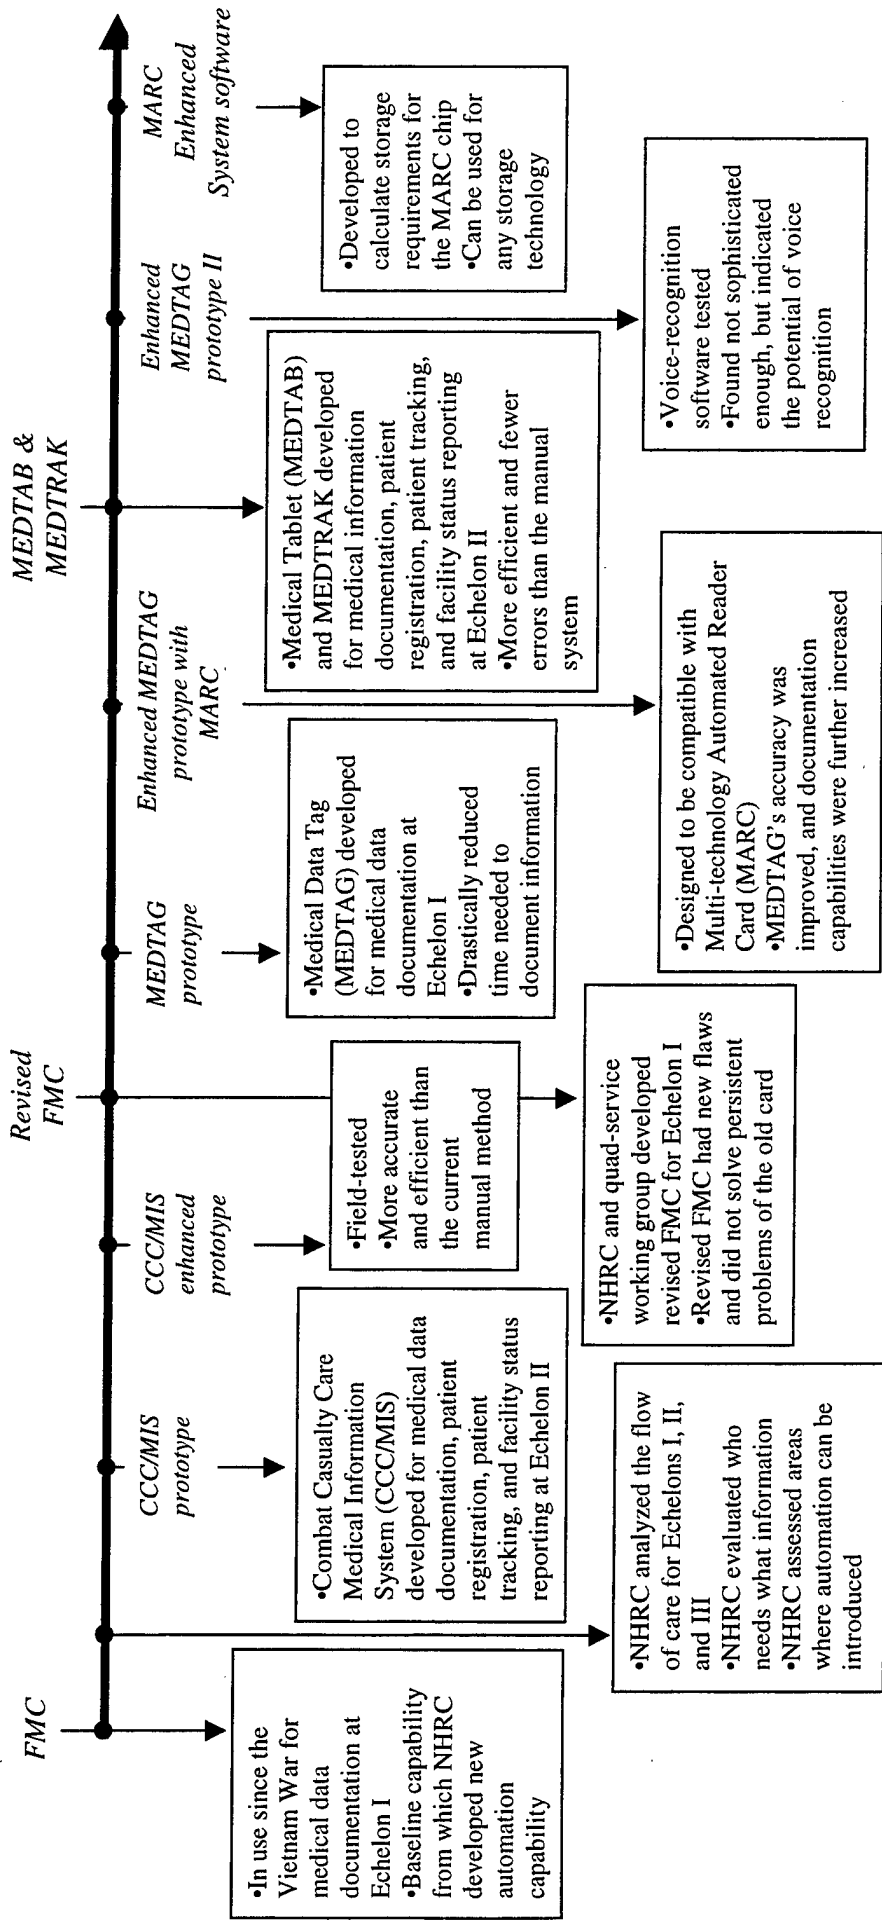 FMC
•In use since the
Vietnam War for
medical data
documentation at
Echelon I
•Baseline capability
from which NHRC
developed new
automation
capability
•NHRC analyzed the flow
of care for Echelons I, II,
and III
•NHRC evaluated who
needs what information
•NHRC assessed areas
where automation can be
introduced
CCC/MIS
prototype
•Combat Casualty Care
Medical Information
System (CCC/MIS)
developed for medical data
documentation, patient
registration, patient
tracking, and facility status
reporting at Echelon II
CCC/MIS
enhanced
prototype
•Field-tested
•More accurate
and efficient than
the current
manual method
Revised
FMC
•NHRC and quad-service
working group developed
revised FMC for Echelon I
•Revised FMC had new flaws
and did not solve persistent
problems of the old card
MEDTAG
prototype
•Medical Data Tag
(MEDTAG) developed
for medical data
documentation at
Echelon I
•Drastically reduced
time needed to
document information
Enhanced MEDTAG
prototype with
MARC
•Designed to be compatible with
Multi-technology Automated Reader
Card (MARC)
•MEDTAG's accuracy was
improved, and documentation
capabilities were further increased
MEDTAB &
MEDTRAK
•Medical Tablet (MEDTAB)
and MEDTRAK developed
for medical information
documentation, patient
registration, patient tracking,
and facility status reporting
at Echelon II
•More efficient and fewer
errors than the manual
system
Enhanced
MEDTAG
prototype II
•Voice-recognition
software tested
•Found not sophisticated
enough, but indicated
the potential of voice
recognition
MARC
Enhanced
System software
•Developed to
calculate storage
requirements for
the MARC chip
•Can be used for
any storage
technology